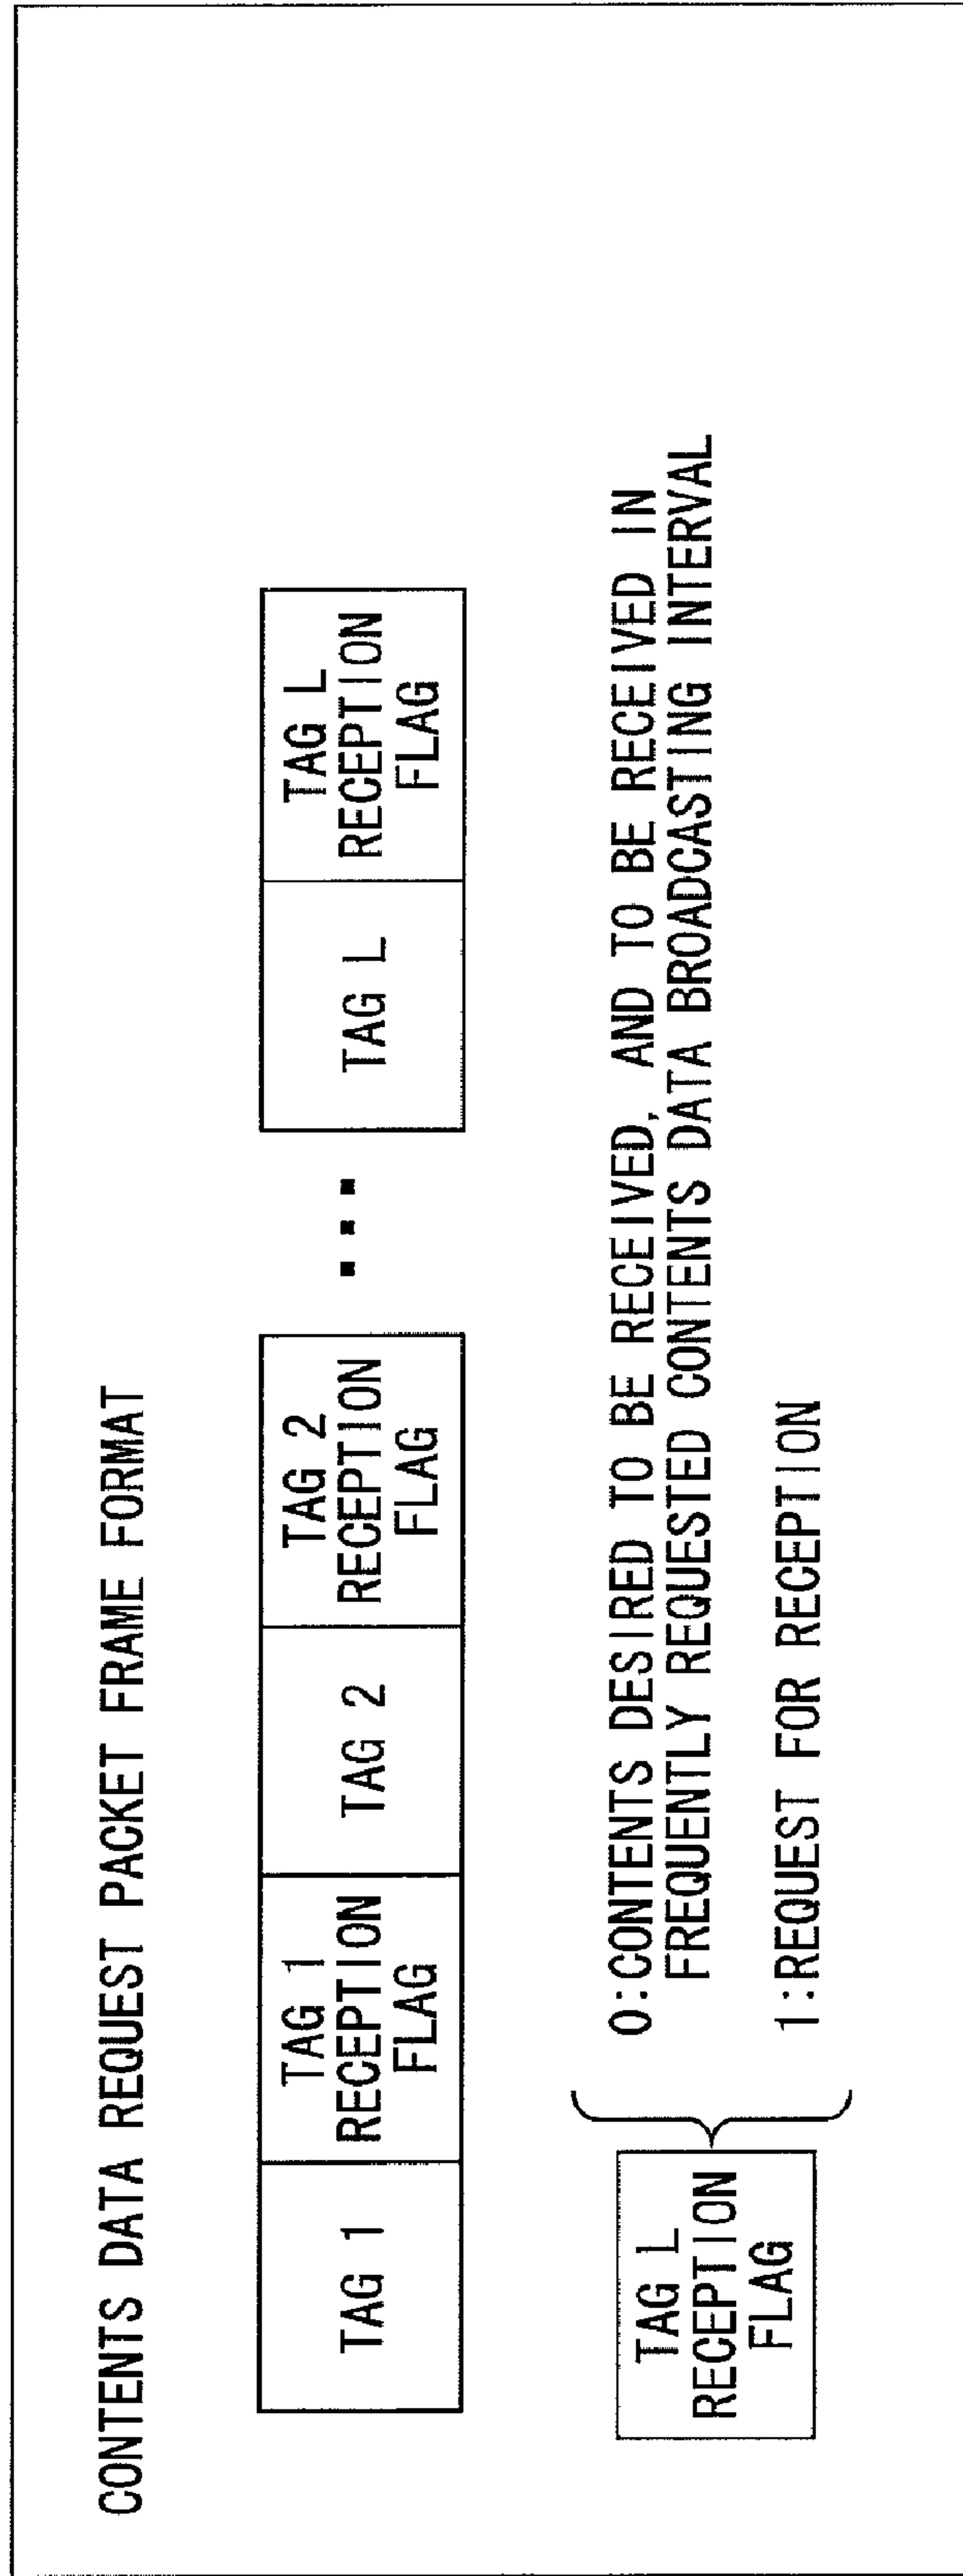 CONTENTS DATA REQUEST PACKET FRAME FORMAT
TAG 1
TAG 1
RECEPTION
FLAG
TAG 2
TAG 2
RECEPTION
FLAG
...
TAG L
TAG L
RECEPTION
FLAG
TAG L
RECEPTION
FLAG
0:CONTENTS DESIRED TO BE RECEIVED, AND TO BE RECEIVED IN
FREQUENTLY REQUESTED CONTENTS DATA BROADCASTING INTERVAL
1:REQUEST FOR RECEPTION